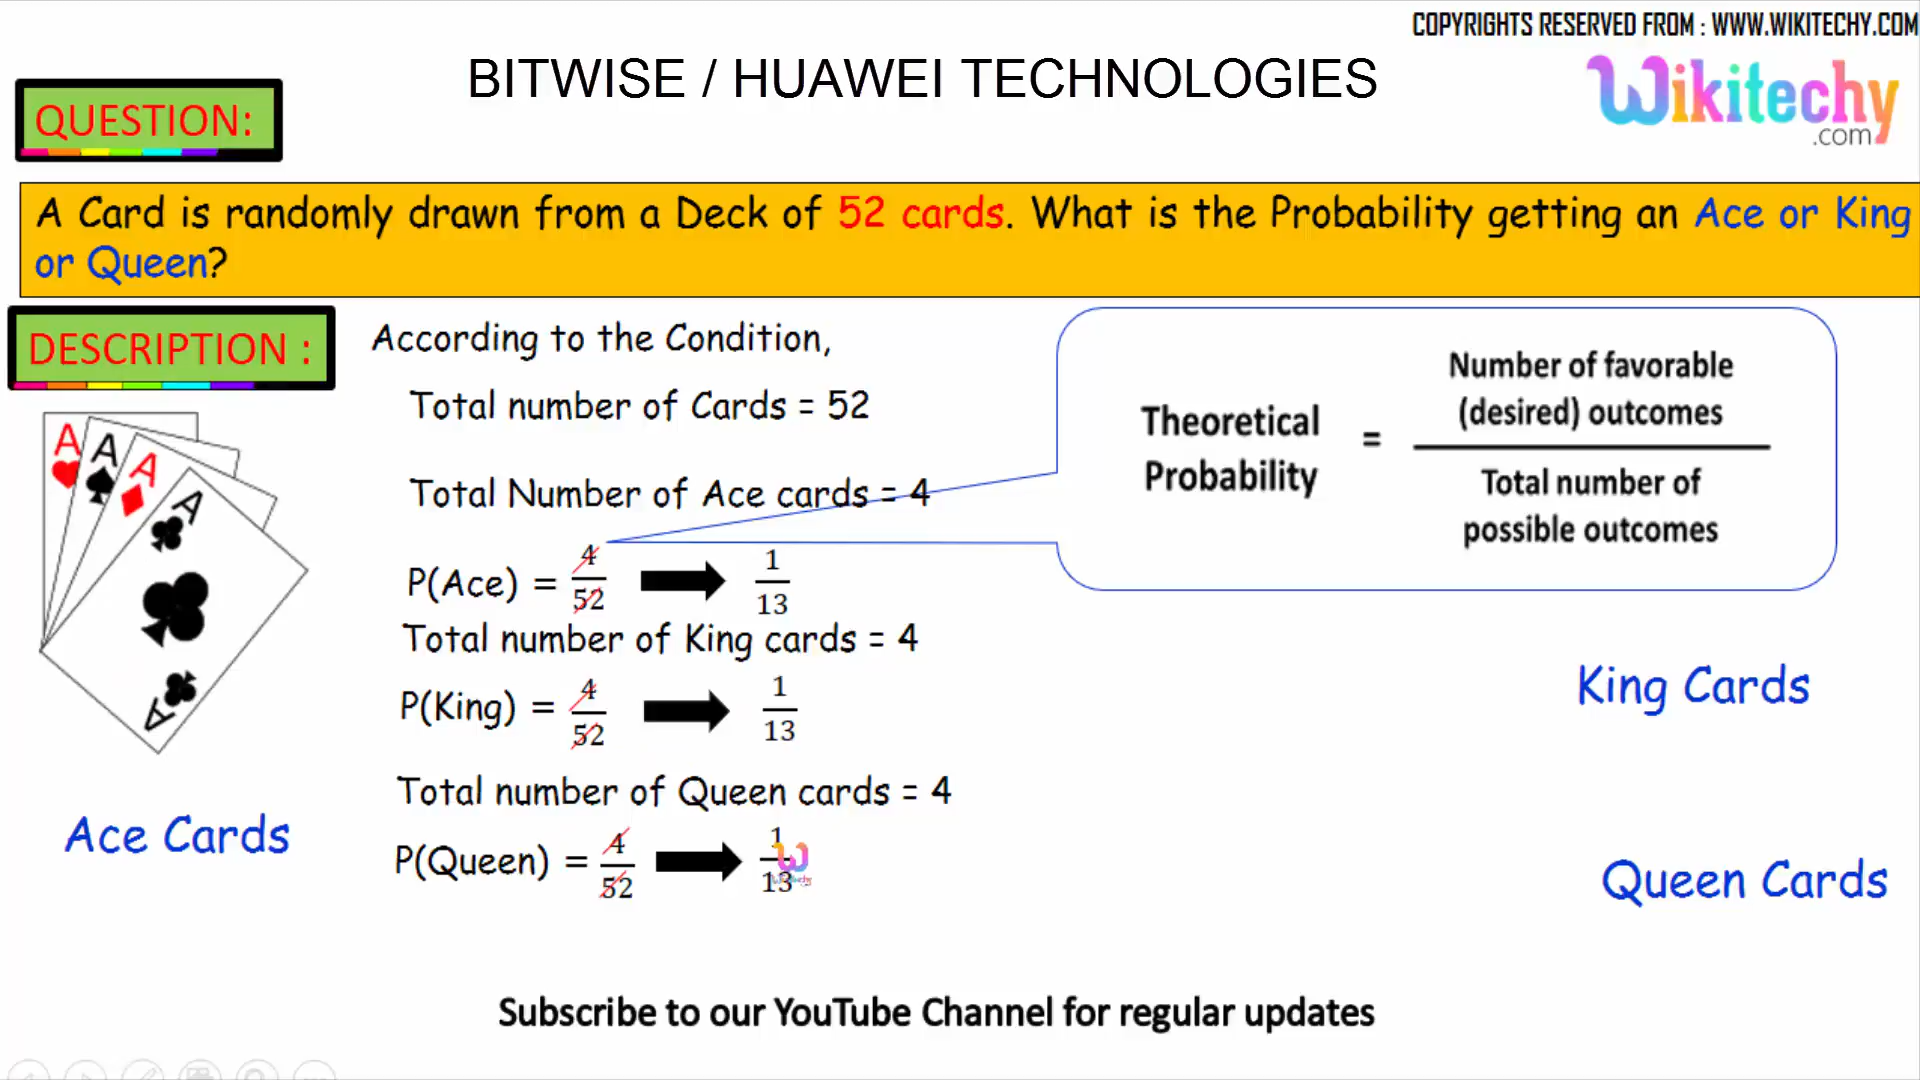 COPYRIGHTS RESERVED FROM : WWW.WIKITECHY.COM
BITWISE / HUAWEI TECHNOLOGIES
Wikitechy
.com
QUESTION:
A Card is randomly drawn from a Deck of 52 cards. What is the Probability getting an Ace or King
or Queen?
DESCRIPTION :
According to the Condition,
Total number of Cards = 52
Total Number of Ace cards = 4
P(Ace) = 4/52 ➡ 1/13
Total number of King cards = 4
P(King) = 4/52 ➡ 1/13
Total number of Queen cards = 4
P(Queen) = 4/52 ➡ 1/13
Theoretical
Probability
=
Number of favorable
(desired) outcomes
Total number of
possible outcomes
A
A
A
A
A
Ace Cards
King Cards
Queen Cards
Subscribe to our YouTube Channel for regular updates